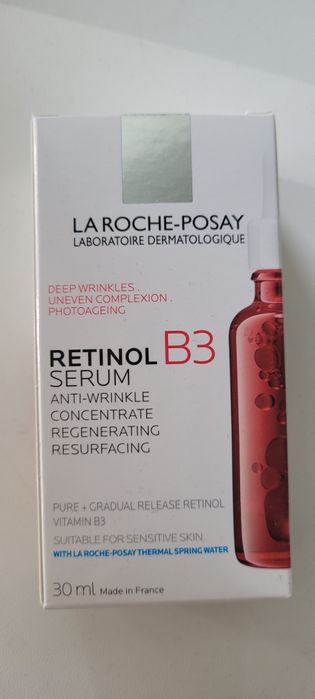 LA ROCHE-POSAY
LABORATOIRE DERMATOLOGIQUE
DEEP WRINKLES .
UNEVEN COMPLEXION .
PHOTOAGEING
RETINOL B3
SERUM
ANTI-WRINKLE
CONCENTRATE
REGENERATING
RESURFACING
PURE + GRADUAL RELEASE RETINOL
VITAMIN B3
SUITABLE FOR SENSITIVE SKIN
WITH LA ROCHE-POSAY THERMAL SPRING WATER
30 ml Made in France